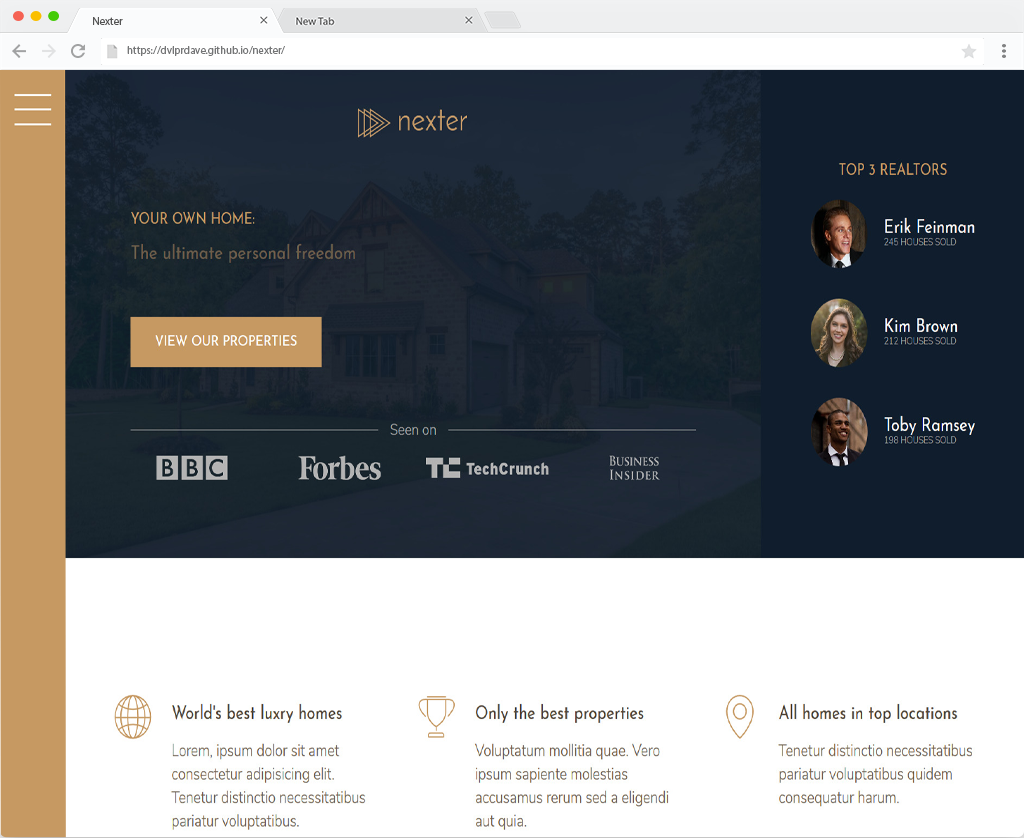 Nexter
New Tab
https://dvlprdave.github.io/nexter/
nexter
YOUR OWN HOME:
The ultimate personal freedom
VIEW OUR PROPERTIES
Seen on
BBC
Forbes
TC TechCrunch
BUSINESS
INSIDER
TOP 3 REALTORS
Erik Feinman
245 HOUSES SOLD
Kim Brown
212 HOUSES SOLD
Toby Ramsey
198 HOUSES SOLD
World's best luxry homes
Lorem, ipsum dolor sit amet
consectetur adipisicing elit.
Tenetur distinctio necessitatibus
pariatur voluptatibus.
Only the best properties
Voluptatum mollitia quae. Vero
ipsum sapiente molestias
accusamus rerum sed a eligendi
aut quia.
All homes in top locations
Tenetur distinctio necessitatibus
pariatur voluptatibus quidem
consequatur harum.